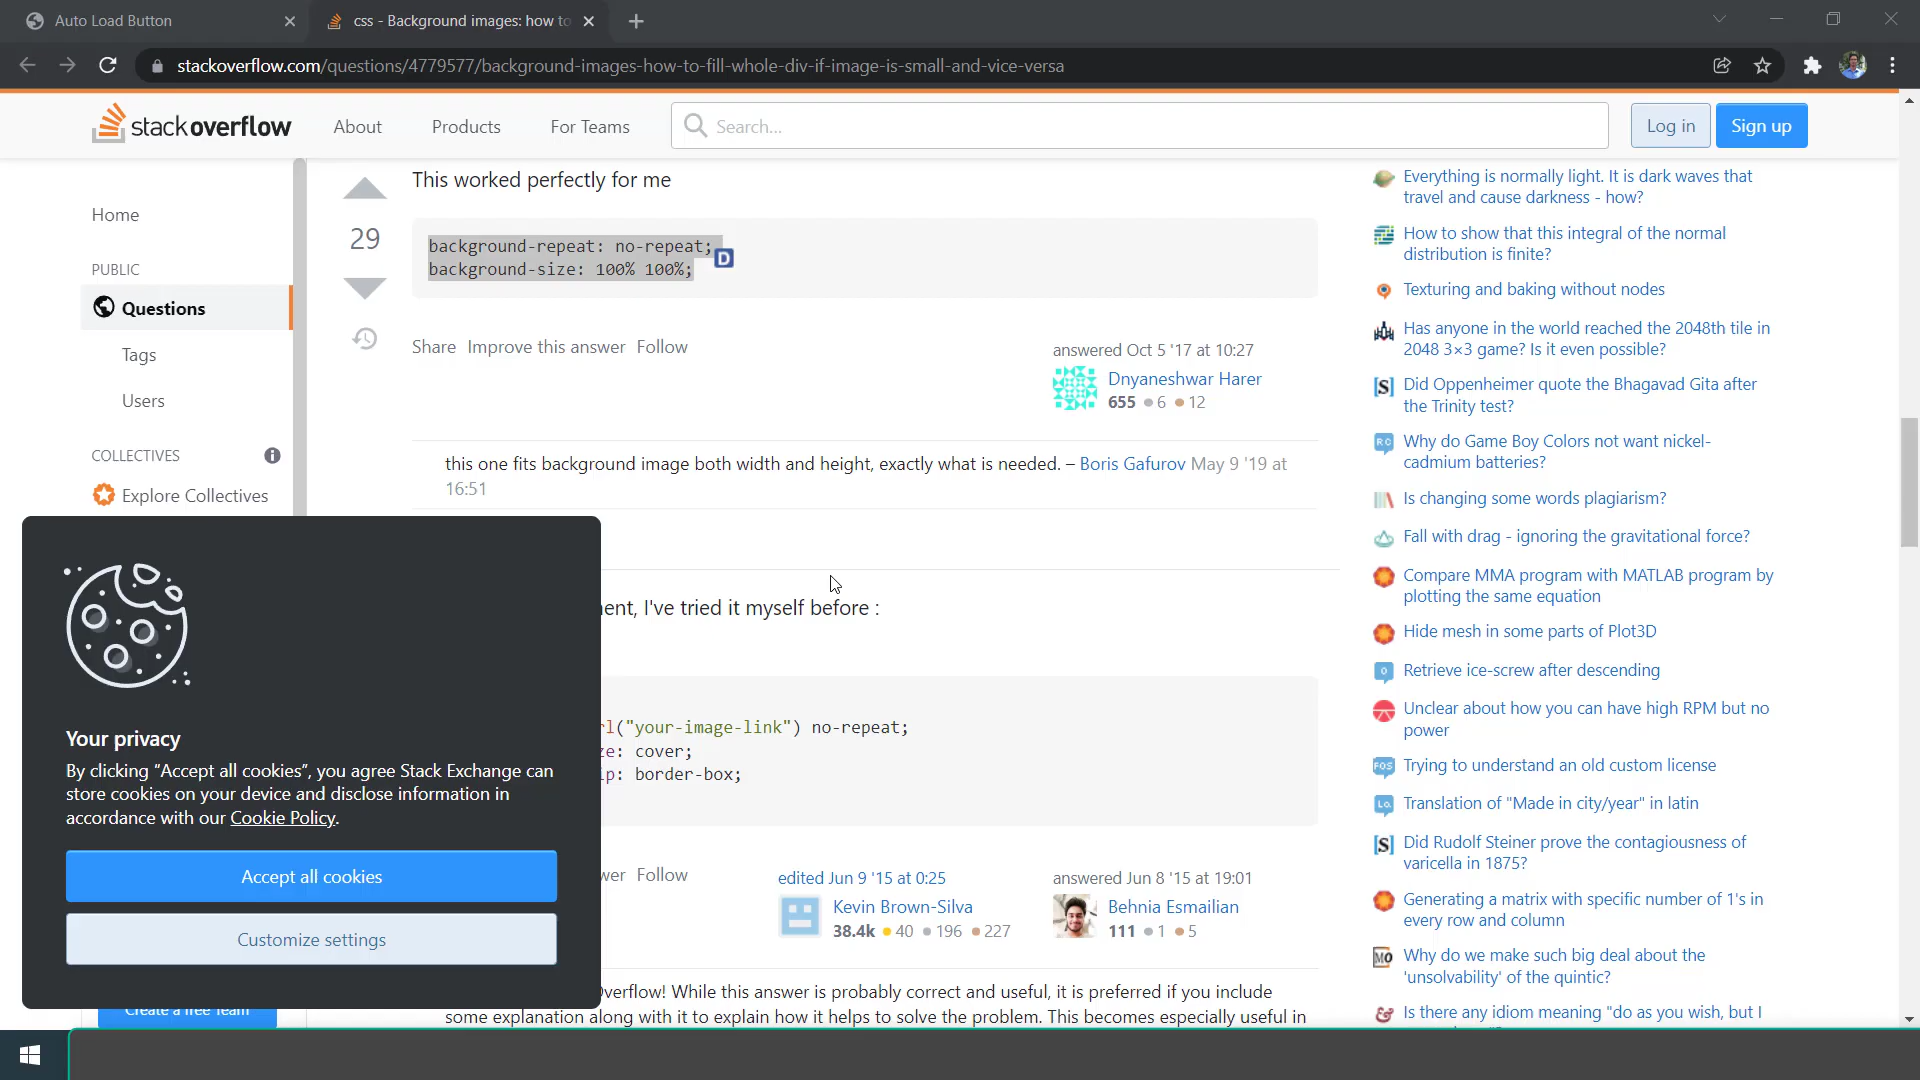 Auto Load Button
css - Background images: how to
stackoverflow.com/questions/4779577/background-images-how-to-fill-whole-div-if-image-is-small-and-vice-versa
stackoverflow
About
Products
For Teams
Search...
Log in
Sign up
Home
PUBLIC
Questions
Tags
Users
COLLECTIVES
Explore Collectives
This worked perfectly for me
29
background-repeat: no-repeat;
background-size: 100% 100%;
D
Share Improve this answer Follow
answered Oct 5 '17 at 10:27
Dnyaneshwar Harer
655 6 12
this one fits background image both width and height, exactly what is needed. – Boris Gafurov May 9 '19 at
16:51
ent, I've tried it myself before :
rl("your-image-link") no-repeat;
ze: cover;
ip: border-box;
wer Follow
edited Jun 9 '15 at 0:25
Kevin Brown-Silva
38.4k 40 196 227
answered Jun 8 '15 at 19:01
Behnia Esmailian
111 1 5
Overflow! While this answer is probably correct and useful, it is preferred if you include
some explanation along with it to explain how it helps to solve the problem. This becomes especially useful in
Your privacy
By clicking “Accept all cookies”, you agree Stack Exchange can
store cookies on your device and disclose information in
accordance with our Cookie Policy.
Accept all cookies
Customize settings
Create a free Team
Everything is normally light. It is dark waves that
travel and cause darkness - how?
How to show that this integral of the normal
distribution is finite?
Texturing and baking without nodes
Has anyone in the world reached the 2048th tile in
2048 3×3 game? Is it even possible?
Did Oppenheimer quote the Bhagavad Gita after
the Trinity test?
Why do Game Boy Colors not want nickel-
cadmium batteries?
Is changing some words plagiarism?
Fall with drag - ignoring the gravitational force?
Compare MMA program with MATLAB program by
plotting the same equation
Hide mesh in some parts of Plot3D
Retrieve ice-screw after descending
Unclear about how you can have high RPM but no
power
Trying to understand an old custom license
Translation of "Made in city/year" in latin
Did Rudolf Steiner prove the contagiousness of
varicella in 1875?
Generating a matrix with specific number of 1's in
every row and column
Why do we make such big deal about the
'unsolvability' of the quintic?
Is there any idiom meaning "do as you wish, but I